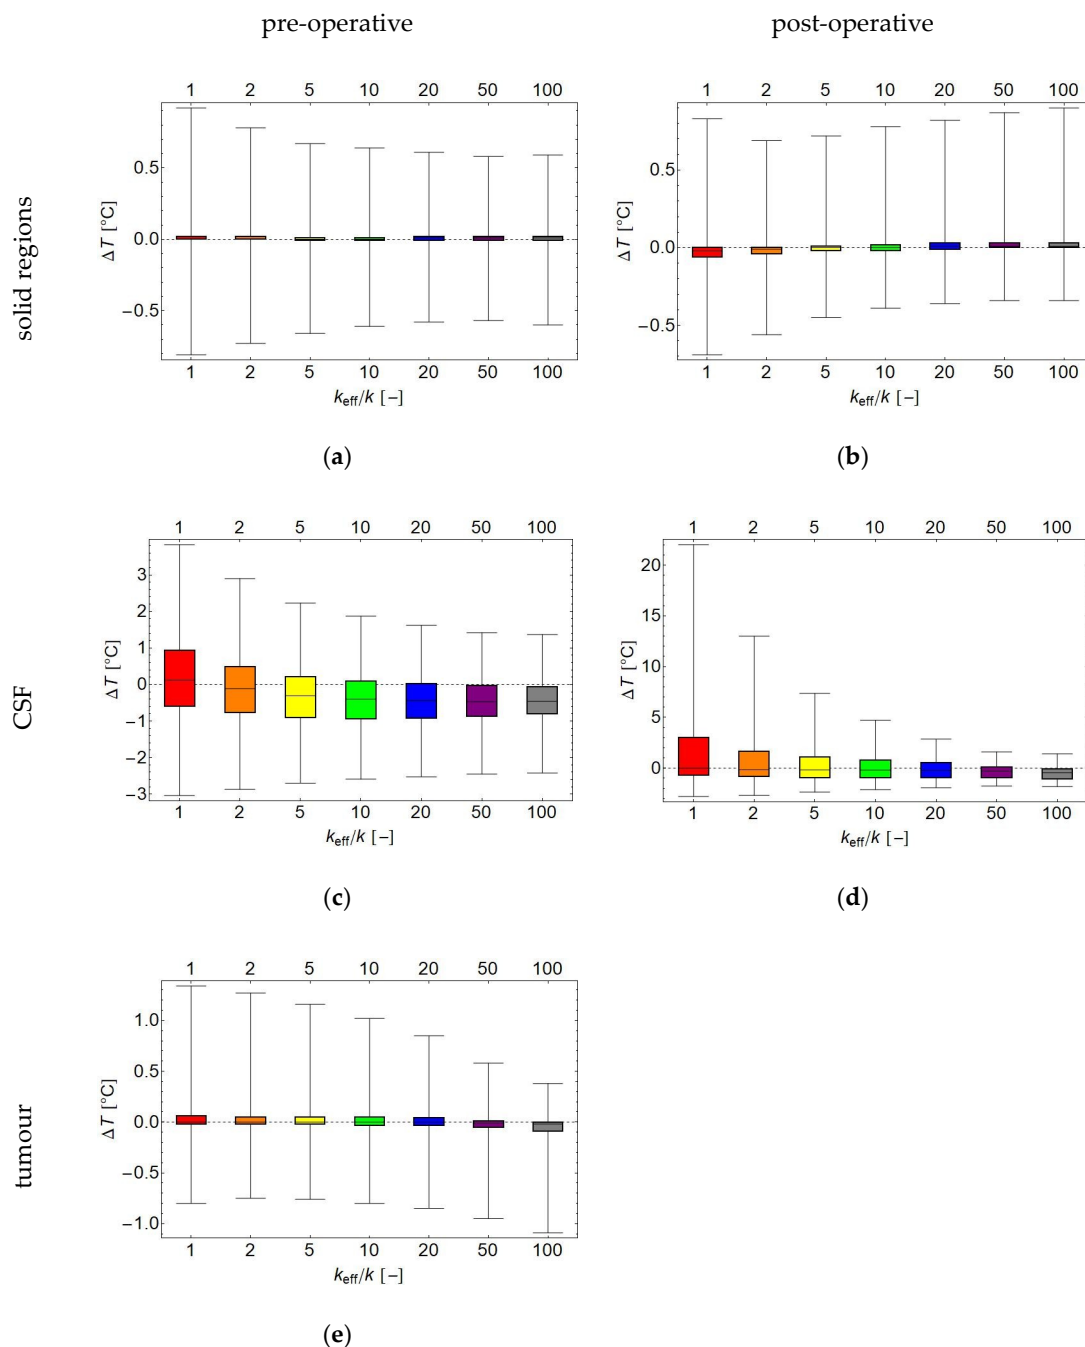 pre-operative
post-operative
solid regions
1 2 5 10 20 50 100
0.5
0.0
−0.5
ΔT [°C]
1 2 5 10 20 50 100
keff/k [−]
(a)
1 2 5 10 20 50 100
0.5
0.0
−0.5
ΔT [°C]
1 2 5 10 20 50 100
keff/k [−]
(b)
CSF
1 2 5 10 20 50 100
3
2
1
0
−1
−2
−3
ΔT [°C]
1 2 5 10 20 50 100
keff/k [−]
(c)
1 2 5 10 20 50 100
20
15
10
5
0
ΔT [°C]
1 2 5 10 20 50 100
keff/k [−]
(d)
tumour
1 2 5 10 20 50 100
1.0
0.5
0.0
−0.5
−1.0
ΔT [°C]
1 2 5 10 20 50 100
keff/k [−]
(e)